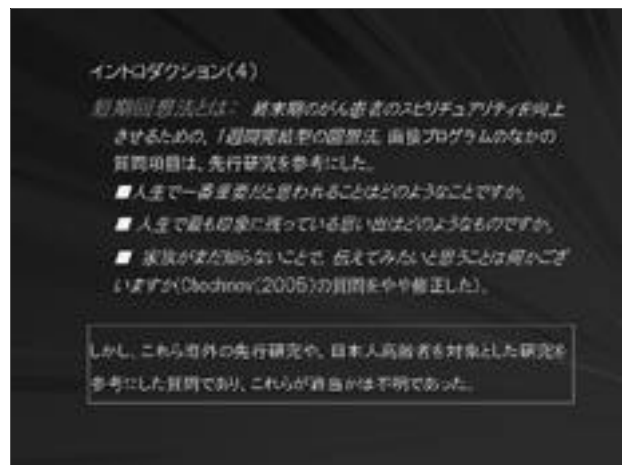 イントロダクション(4)
短期回想法とは: 終末期のがん患者のスピリチュアリティを向上
させるための、1週間完結型の回想法。面接プログラムのなかの
質問項目は、先行研究を参考にした。
■人生で一番重要だと思われることはどのようなことですか。
■ 人生で最も印象に残っている思い出はどのようなものですか。
■ 家族がまだ知らないことで、伝えてみたいと思うことは何かござ
いますか(Chochnov(2005)の質問をやや修正した)。
しかし、これら海外の先行研究や、日本人高齢者を対象とした研究を
参考にした質問であり、これらが適当かは不明であった。